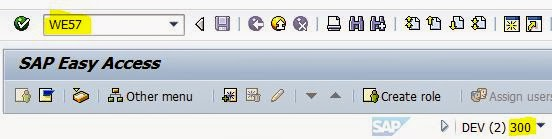 WE57
SAP Easy Access
Other menu
Create role
Assign users
SAP
DEV (2) 300